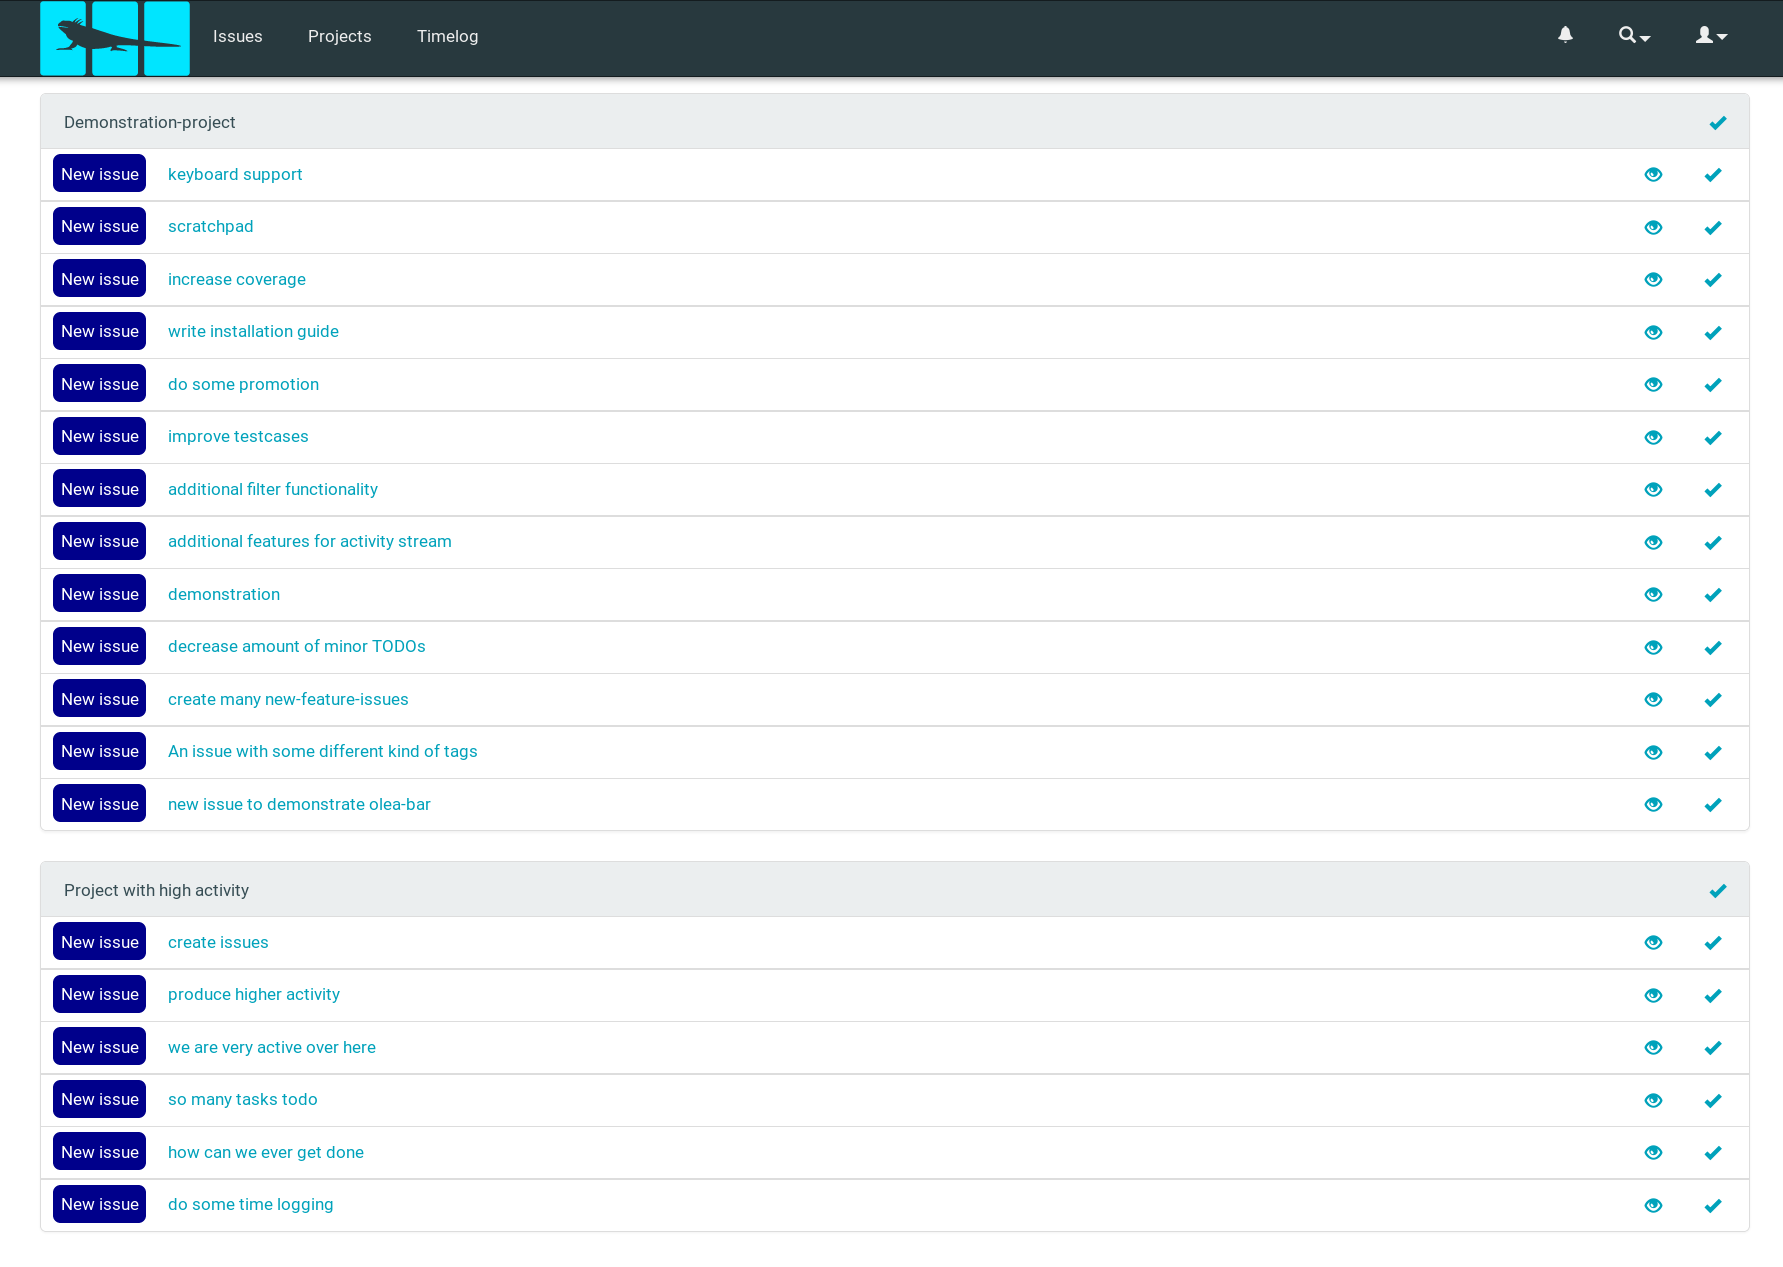 Issues Projects Timelog
Demonstration-project
New issue keyboard support
New issue scratchpad
New issue increase coverage
New issue write installation guide
New issue do some promotion
New issue improve testcases
New issue additional filter functionality
New issue additional features for activity stream
New issue demonstration
New issue decrease amount of minor TODOs
New issue create many new-feature-issues
New issue An issue with some different kind of tags
New issue new issue to demonstrate olea-bar
Project with high activity
New issue create issues
New issue produce higher activity
New issue we are very active over here
New issue so many tasks todo
New issue how can we ever get done
New issue do some time logging